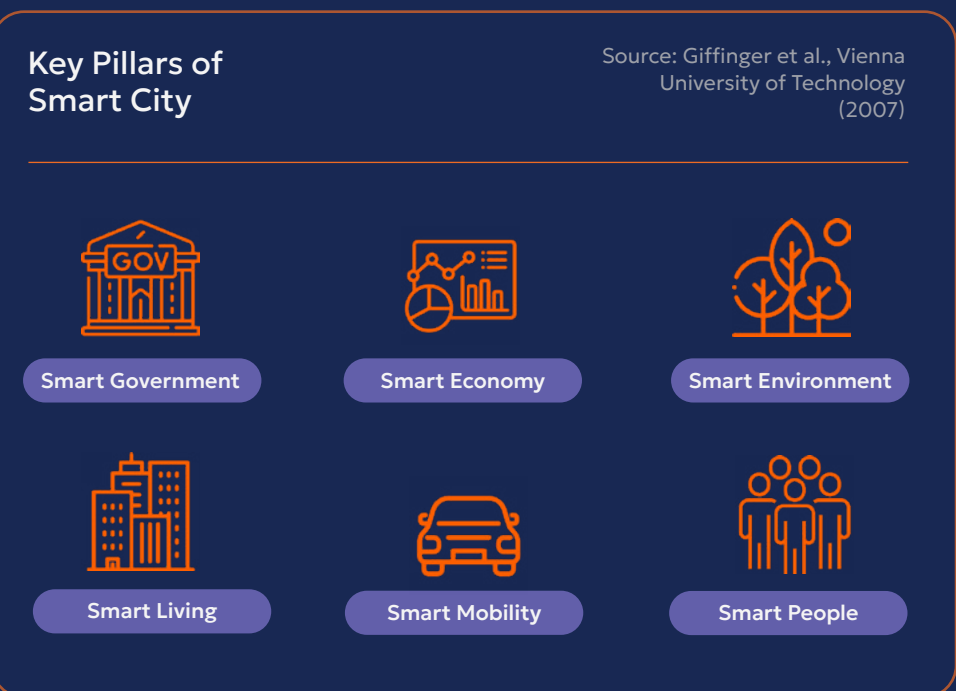 Key Pillars of
Smart City
Source: Giffinger et al., Vienna
University of Technology
(2007)
GOV
Smart Government
Smart Economy
Smart Environment
Smart Living
Smart Mobility
Smart People